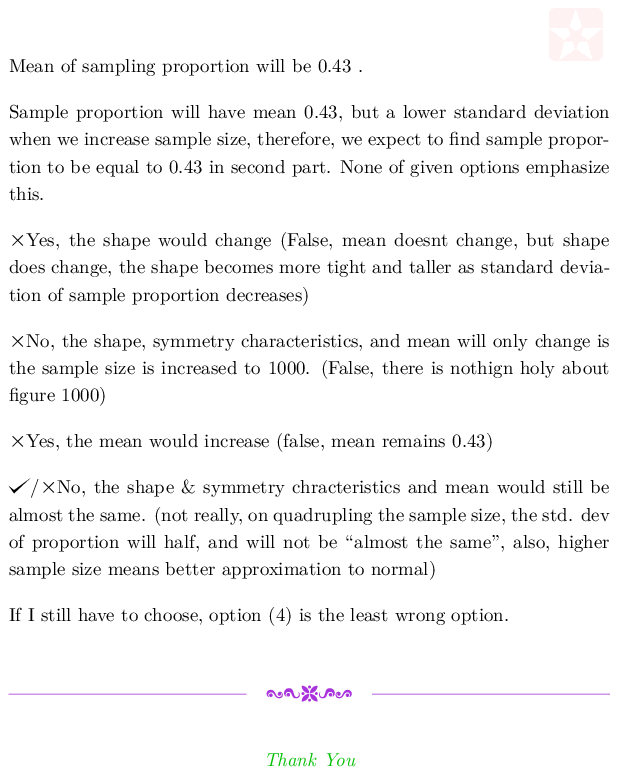 Mean of sampling proportion will be 0.43 .
Sample proportion will have mean 0.43, but a lower standard deviation
when we increase sample size, therefore, we expect to find sample propor-
tion to be equal to 0.43 in second part. None of given options emphasize
this.
×Yes, the shape would change (False, mean doesnt change, but shape
does change, the shape becomes more tight and taller as standard devia-
tion of sample proportion decreases)
×No, the shape, symmetry characteristics, and mean will only change is
the sample size is increased to 1000. (False, there is nothign holy about
figure 1000)
×Yes, the mean would increase (false, mean remains 0.43)
✓/×No, the shape & symmetry chracteristics and mean would still be
almost the same. (not really, on quadrupling the sample size, the std. dev
of proportion will half, and will not be “almost the same”, also, higher
sample size means better approximation to normal)
If I still have to choose, option (4) is the least wrong option.
Thank You